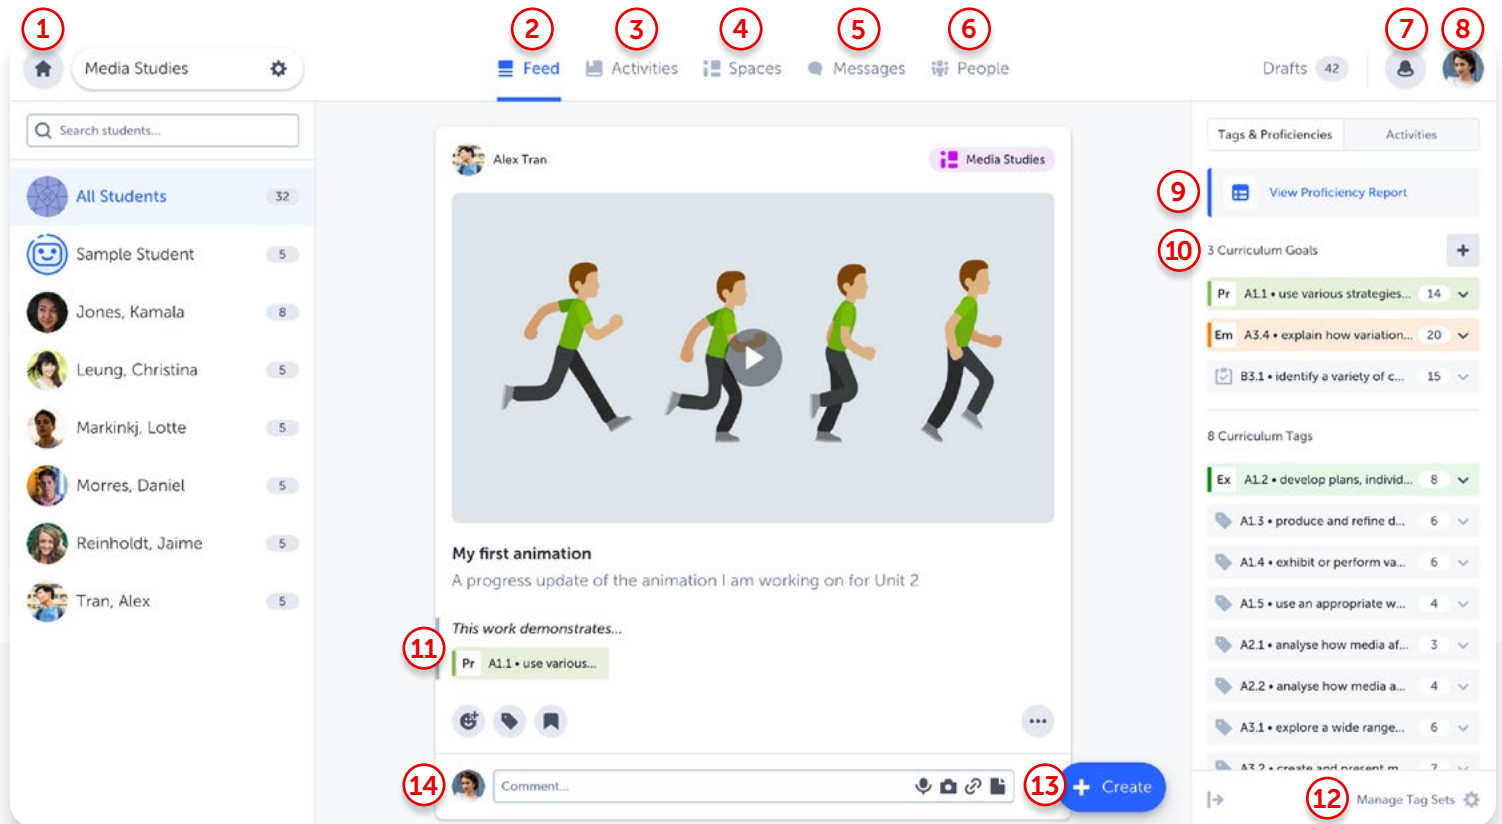 1
2
3
4
5
6
7
8
Media Studies
Feed
Activities
Spaces
Messages
People
Drafts 42
Search students...
All Students 32
Sample Student 5
Jones, Kamala 8
Leung, Christina 5
Markinkj, Lotte 5
Morres, Daniel 5
Reinholdt, Jaime 5
Tran, Alex 5
Alex Tran
Media Studies
My first animation
A progress update of the animation I am working on for Unit 2
11
This work demonstrates...
Pr A1.1 • use various...
14
Comment...
13
Create
Tags & Proficiencies
Activities
9
View Proficiency Report
10
3 Curriculum Goals
Pr A1.1 • use various strategies... 14
Em A3.4 • explain how variation... 20
B3.1 • identify a variety of c... 15
8 Curriculum Tags
Ex A1.2 • develop plans, individ... 8
A1.3 • produce and refine d... 6
A1.4 • exhibit or perform va... 6
A1.5 • use an appropriate w... 4
A2.1 • analyse how media af... 3
A2.2 • analyse how media a... 4
A3.1 • explore a wide range... 6
A3.2 • create and present m... 7
12
Manage Tag Sets